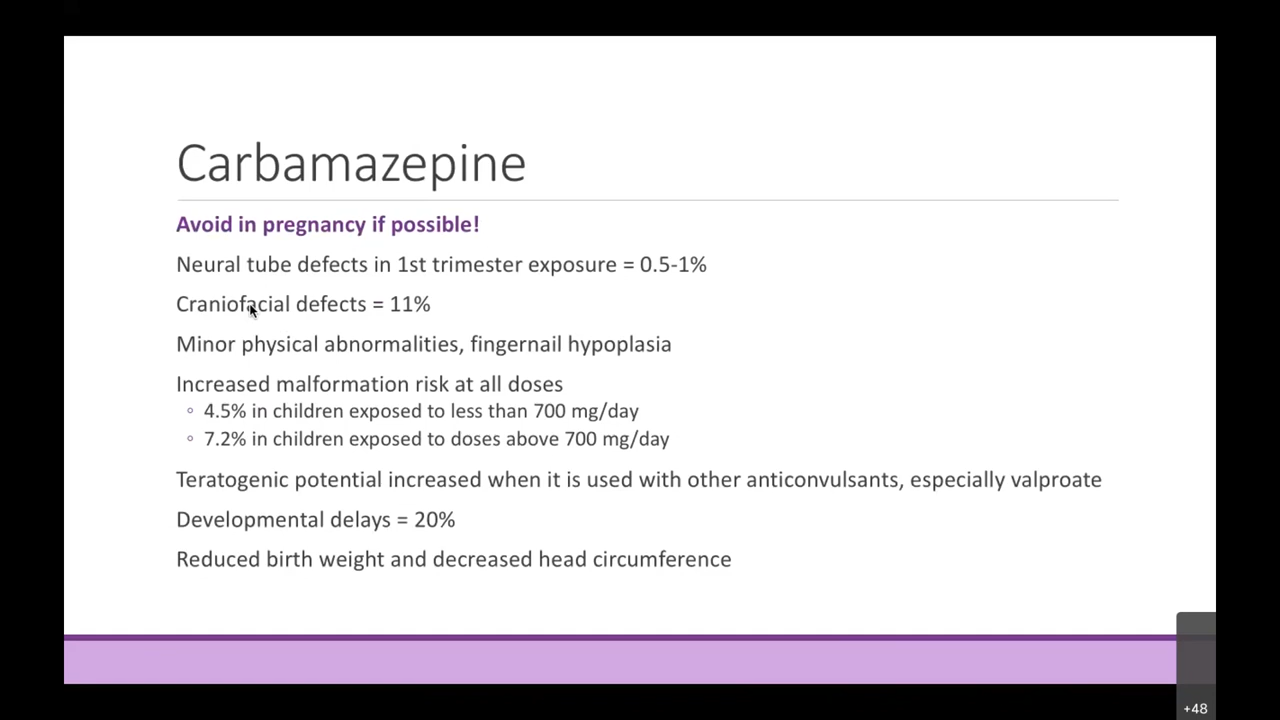 Carbamazepine
Avoid in pregnancy if possible!
Neural tube defects in 1st trimester exposure = 0.5-1%
Craniofacial defects = 11%
Minor physical abnormalities, fingernail hypoplasia
Increased malformation risk at all doses
◦ 4.5% in children exposed to less than 700 mg/day
◦ 7.2% in children exposed to doses above 700 mg/day
Teratogenic potential increased when it is used with other anticonvulsants, especially valproate
Developmental delays = 20%
Reduced birth weight and decreased head circumference
+48